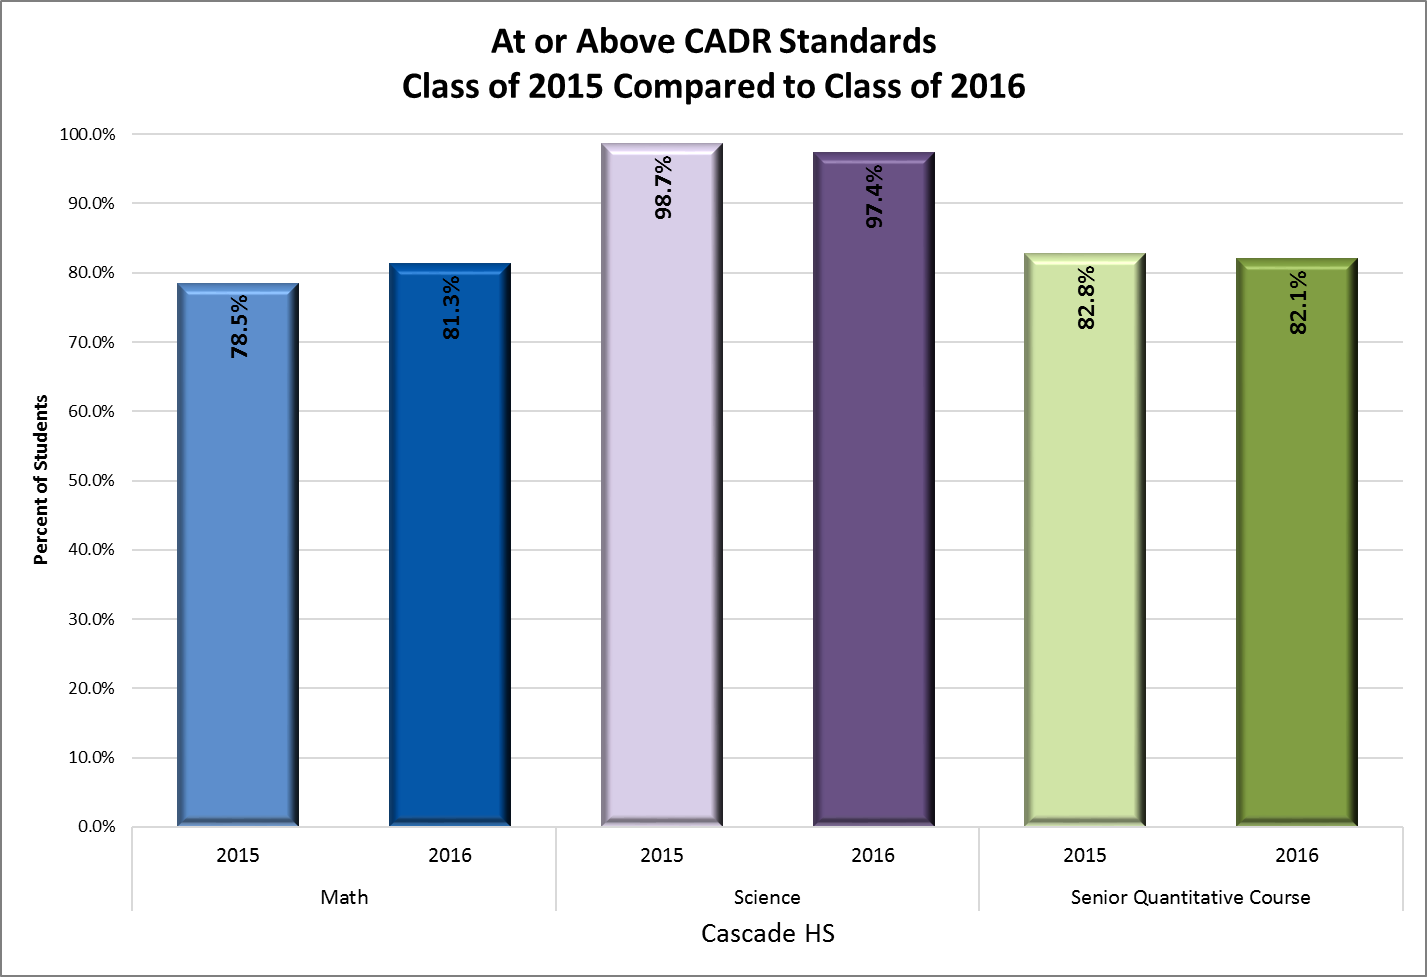 At or Above CADR Standards
Class of 2015 Compared to Class of 2016
100.0%
90.0%
80.0%
70.0%
60.0%
50.0%
40.0%
30.0%
20.0%
10.0%
0.0%
Percent of Students
78.5%
81.3%
98.7%
97.4%
82.8%
82.1%
2015 2016 2015 2016 2015 2016
Math Science Senior Quantitative Course
Cascade HS